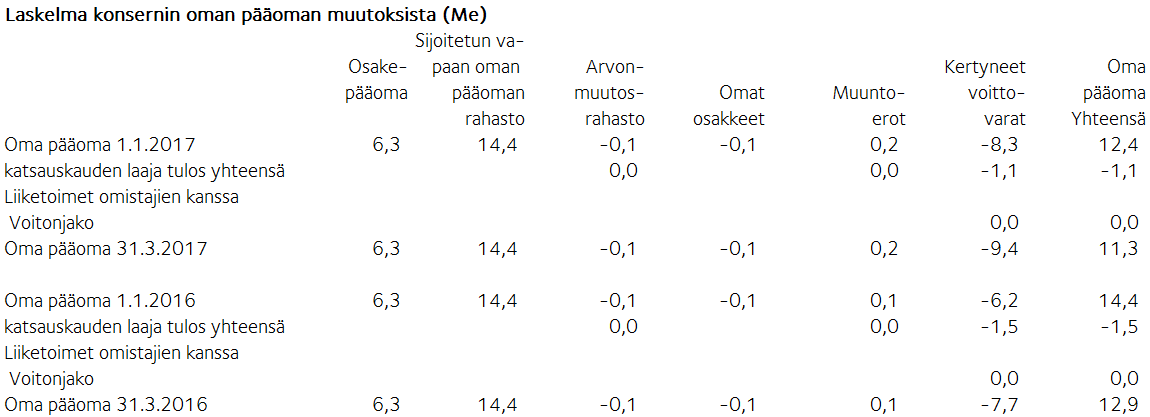 Laskelma konsernin oman pääoman muutoksista (Me)
Sijoitetun va-
Osake- paan oman Arvon- Kertyneet Oma
pääoma pääoman muutos- Omat Muunto- voitto- pääoma
rahasto rahasto osakkeet erot varat Yhteensä
Oma pääoma 1.1.2017 6,3 14,4 -0,1 -0,1 0,2 -8,3 12,4
katsauskauden laaja tulos yhteensä 0,0 0,0 -1,1 -1,1
Liiketoimet omistajien kanssa
Voitonjako 0,0 0,0
Oma pääoma 31.3.2017 6,3 14,4 -0,1 -0,1 0,2 -9,4 11,3
Oma pääoma 1.1.2016 6,3 14,4 -0,1 -0,1 0,1 -6,2 14,4
katsauskauden laaja tulos yhteensä 0,0 0,0 -1,5 -1,5
Liiketoimet omistajien kanssa
Voitonjako 0,0 0,0
Oma pääoma 31.3.2016 6,3 14,4 -0,1 -0,1 0,1 -7,7 12,9